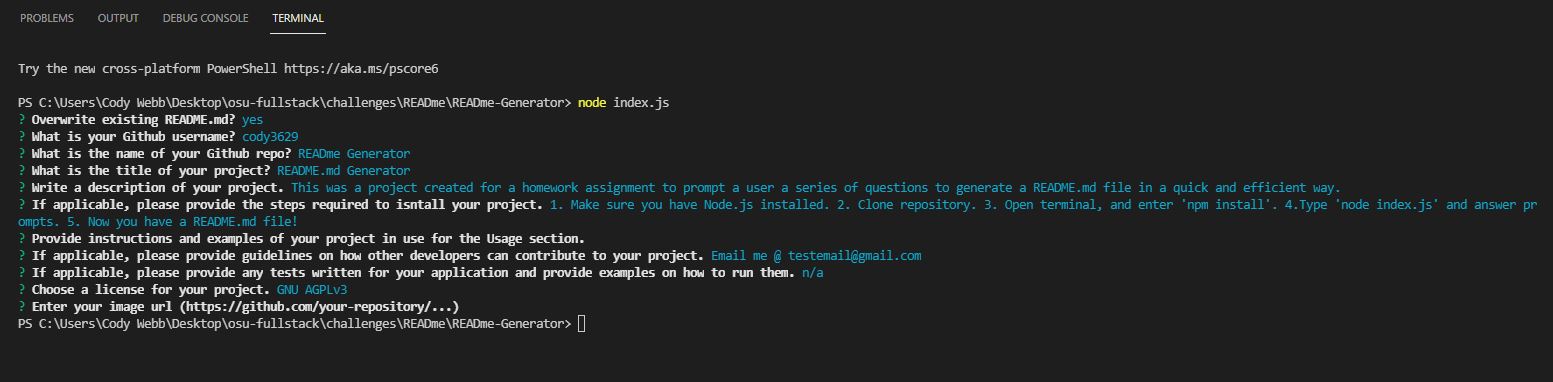 PROBLEMS OUTPUT DEBUG CONSOLE TERMINAL
Try the new cross-platform PowerShell https://aka.ms/pscore6
PS C:\Users\Cody Webb\Desktop\osu-fullstack\challenges\READme\READme-Generator> node index.js
? Overwrite existing README.md? yes
? What is your Github username? cody3629
? What is the name of your Github repo? READme Generator
? What is the title of your project? README.md Generator
? Write a description of your project. This was a project created for a homework assignment to prompt a user a series of questions to generate a README.md file in a quick and efficient way.
? If applicable, please provide the steps required to isntall your project. 1. Make sure you have Node.js installed. 2. Clone repository. 3. Open terminal, and enter 'npm install'. 4.Type 'node index.js' and answer pr
ompts. 5. Now you have a README.md file!
? Provide instructions and examples of your project in use for the Usage section.
? If applicable, please provide guidelines on how other developers can contribute to your project. Email me @ testemail@gmail.com
? If applicable, please provide any tests written for your application and provide examples on how to run them. n/a
? Choose a license for your project. GNU AGPLv3
? Enter your image url (https://github.com/your-repository/...)
PS C:\Users\Cody Webb\Desktop\osu-fullstack\challenges\READme\READme-Generator>